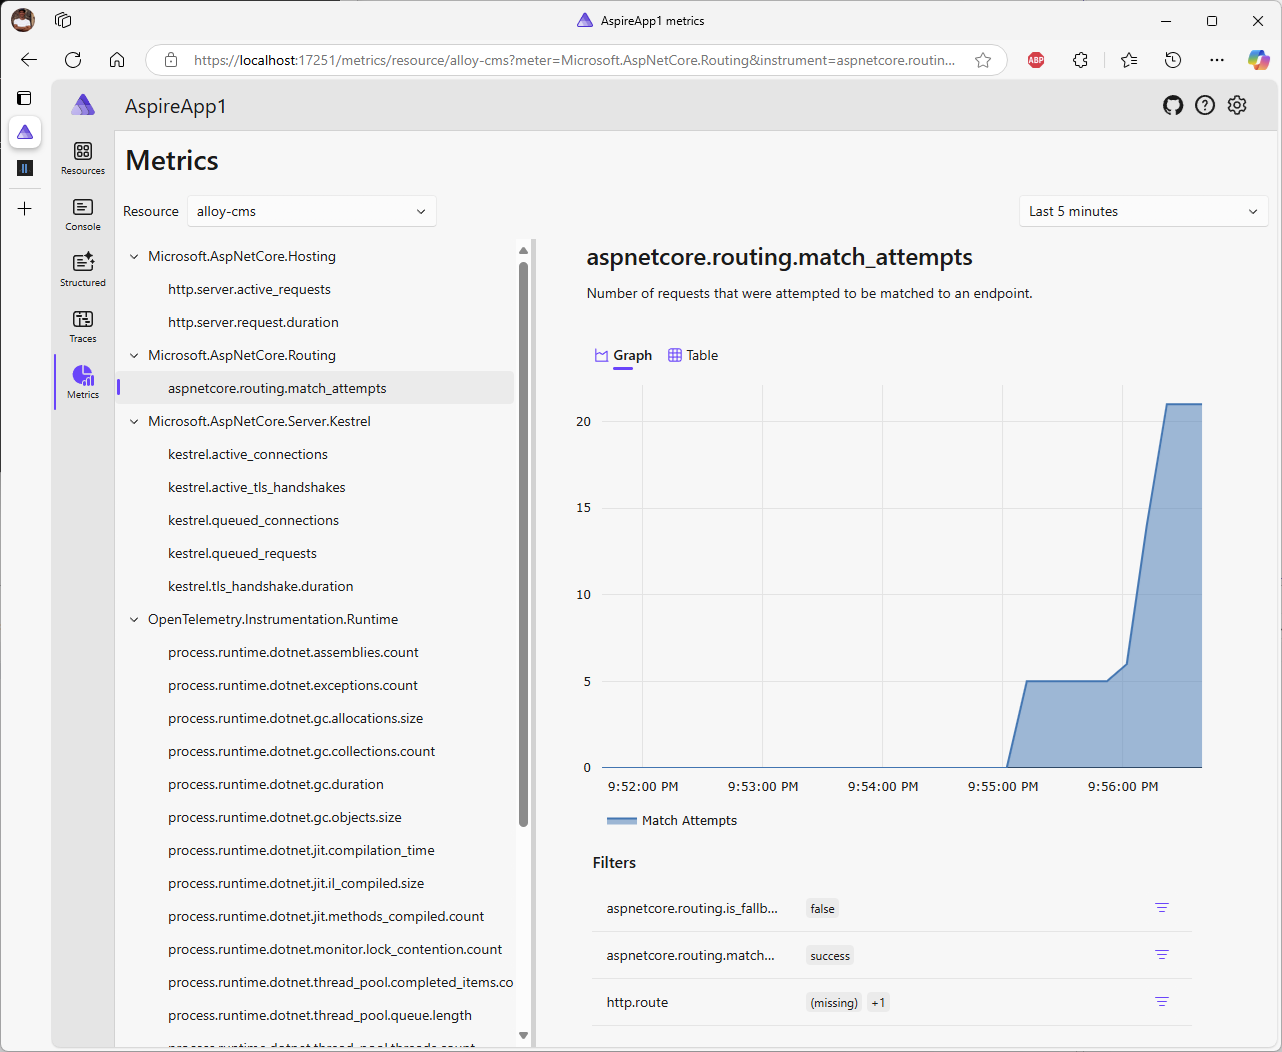 AspireApp1 metrics
https://localhost:17251/metrics/resource/alloy-cms?meter=Microsoft.AspNetCore.Routing&instrument=aspnetcore.routin...
ABP
AspireApp1
Resources
Console
Structured
Traces
Metrics
Metrics
Resource
alloy-cms
Last 5 minutes
Microsoft.AspNetCore.Hosting
http.server.active_requests
http.server.request.duration
Microsoft.AspNetCore.Routing
aspnetcore.routing.match_attempts
Microsoft.AspNetCore.Server.Kestrel
kestrel.active_connections
kestrel.active_tls_handshakes
kestrel.queued_connections
kestrel.queued_requests
kestrel.tls_handshake.duration
OpenTelemetry.Instrumentation.Runtime
process.runtime.dotnet.assemblies.count
process.runtime.dotnet.exceptions.count
process.runtime.dotnet.gc.allocations.size
process.runtime.dotnet.gc.collections.count
process.runtime.dotnet.gc.duration
process.runtime.dotnet.gc.objects.size
process.runtime.dotnet.jit.compilation_time
process.runtime.dotnet.jit.il_compiled.size
process.runtime.dotnet.jit.methods_compiled.count
process.runtime.dotnet.monitor.lock_contention.count
process.runtime.dotnet.thread_pool.completed_items.co
process.runtime.dotnet.thread_pool.queue.length
process.runtime.dotnet.thread_pool.threads.count
aspnetcore.routing.match_attempts
Number of requests that were attempted to be matched to an endpoint.
Graph
Table
20
15
10
5
0
9:52:00 PM
9:53:00 PM
9:54:00 PM
9:55:00 PM
9:56:00 PM
Match Attempts
Filters
aspnetcore.routing.is_fallb...
false
aspnetcore.routing.match...
success
http.route
(missing)
+1